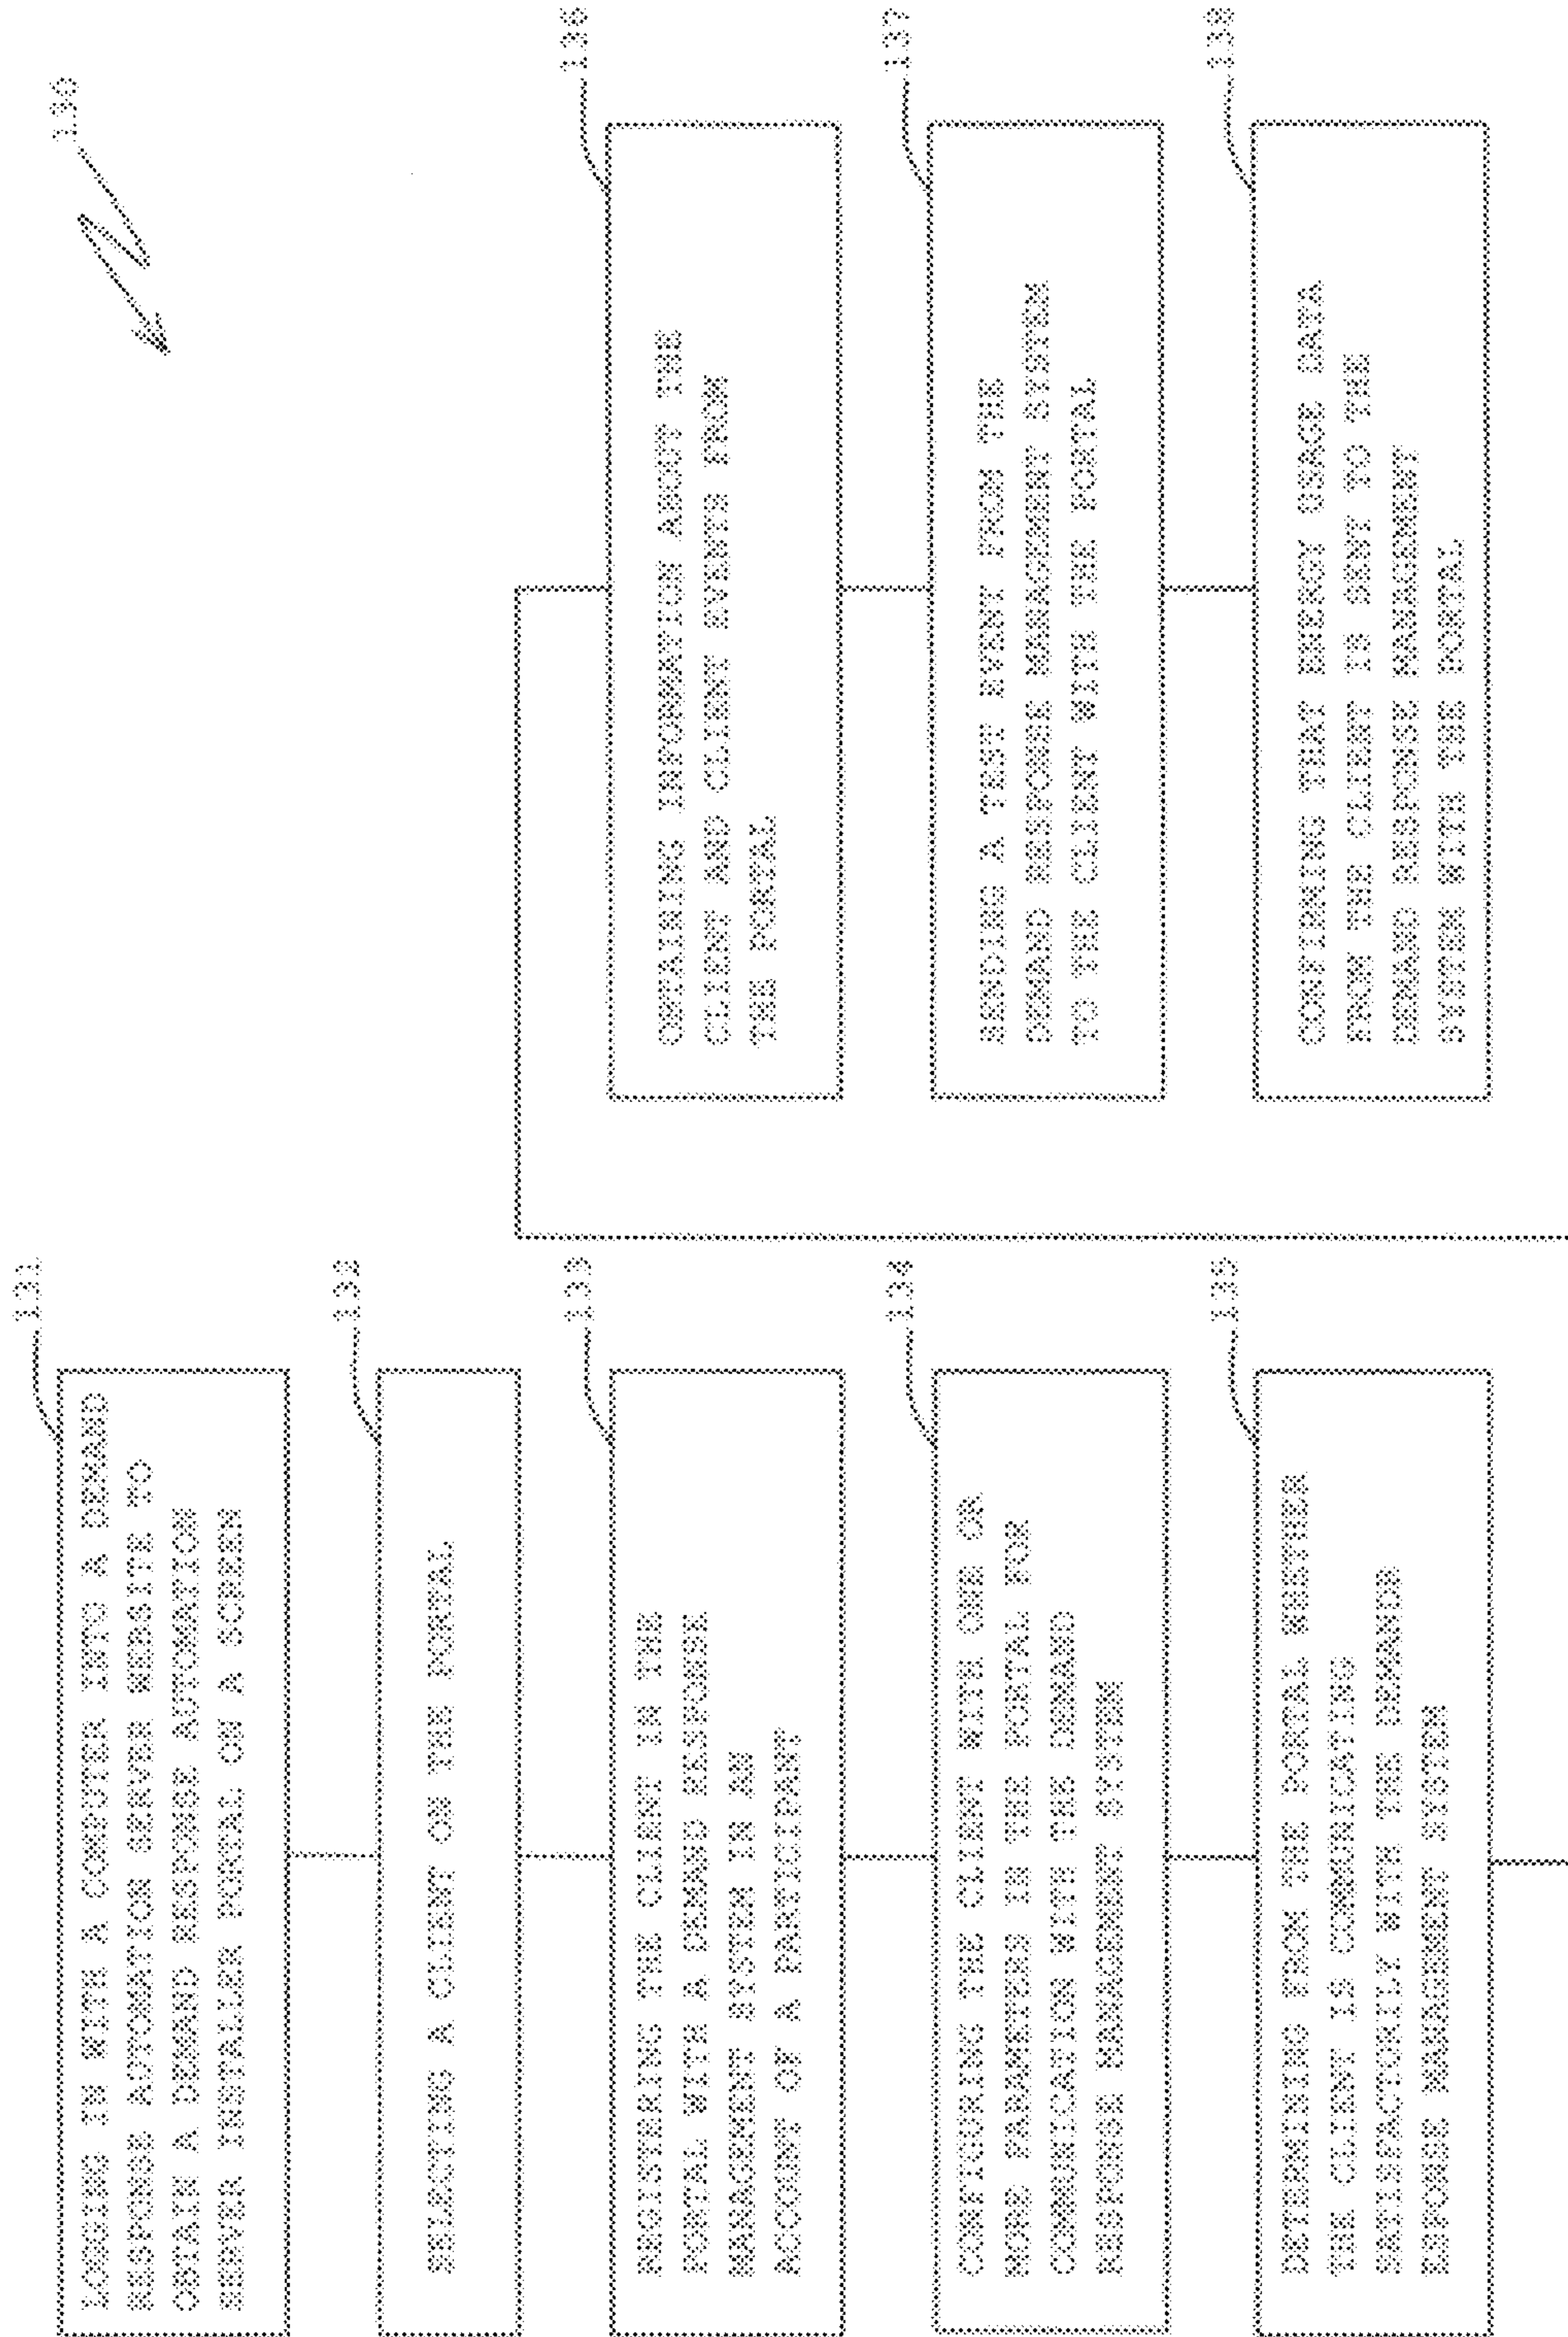 130
131
LOGGING IN WITH A COMPUTER INTO A DEMAND
RESPONSE AUTOMATION SERVER WEBSITE TO
OBTAIN A DEMAND RESPONSE AUTOMATION
SERVER INSTALLER PORTAL ON A SCREEN
132
SELECTING A CLIENT ON THE PORTAL
133
REGISTERING THE CLIENT IN THE
PORTAL WITH A DEMAND RESPONSE
MANAGEMENT SYSTEM IN AN
ACCOUNT OF A PARTICIPANT
134
CONFIGURING THE CLIENT WITH ONE OR
MORE PARAMETERS IN THE PORTAL FOR
COMMUNICATION WITH THE DEMAND
RESPONSE MANAGEMENT SYSTEM
135
DETERMINING FROM THE PORTAL WHETHER
THE CLIENT IS COMMUNICATING
SATISFACTORILY WITH THE DEMAND
RESPONSE MANAGEMENT SYSTEM
136
OBTAINING INFORMATION ABOUT THE
CLIENT AND CLIENT EVENTS FROM
THE PORTAL
137
SENDING A TEST EVENT FROM THE
DEMAND RESPONSE MANAGEMENT SYSTEM
TO THE CLIENT WITH THE PORTAL
138
CONFIRMING THAT ENERGY USAGE DATA
FROM THE CLIENT IS SENT TO THE
DEMAND RESPONSE MANAGEMENT
SYSTEM WITH THE PORTAL